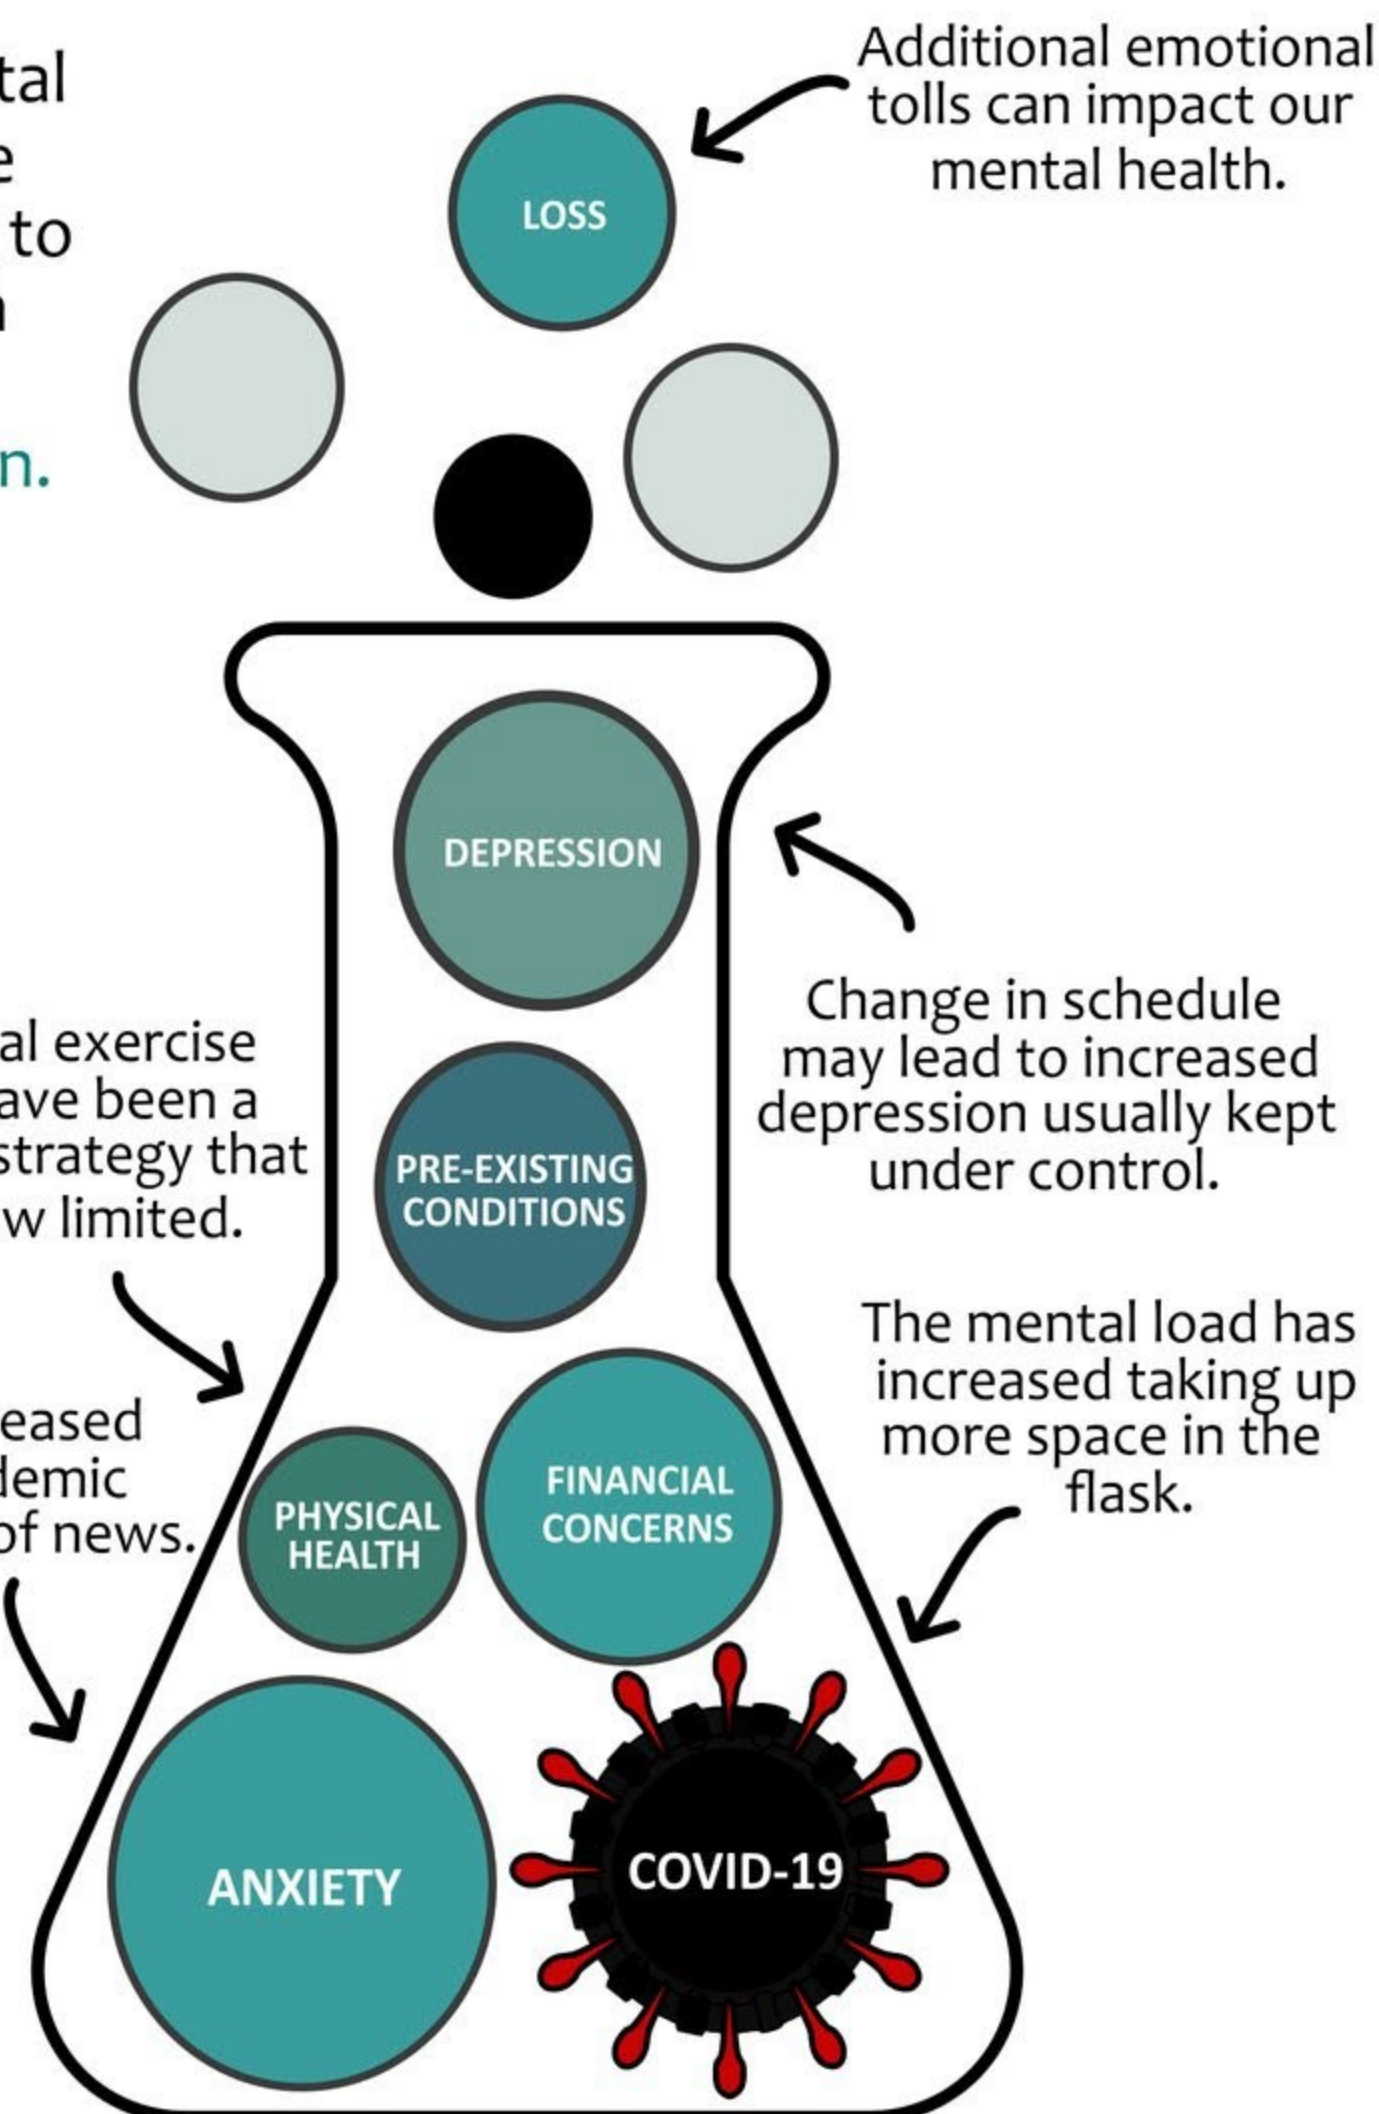 tal
e
to
n.
Additional emotional
tolls can impact our
mental health.
LOSS
DEPRESSION
Change in schedule
may lead to increased
depression usually kept
under control.
al exercise
ave been a
strategy that
w limited.
PRE-EXISTING
CONDITIONS
The mental load has
increased taking up
more space in the
flask.
eased
demic
of news.
PHYSICAL
HEALTH
FINANCIAL
CONCERNS
ANXIETY
COVID-19